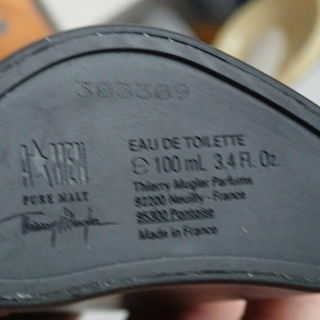 303309
A★MEN
PURE MALT
Thierry Mugler
EAU DE TOILETTE
℮ 100 mL 3.4 Fl. Oz.
Thierry Mugler Parfums
92200 Neuilly - France
95300 Pontoise
Made in France